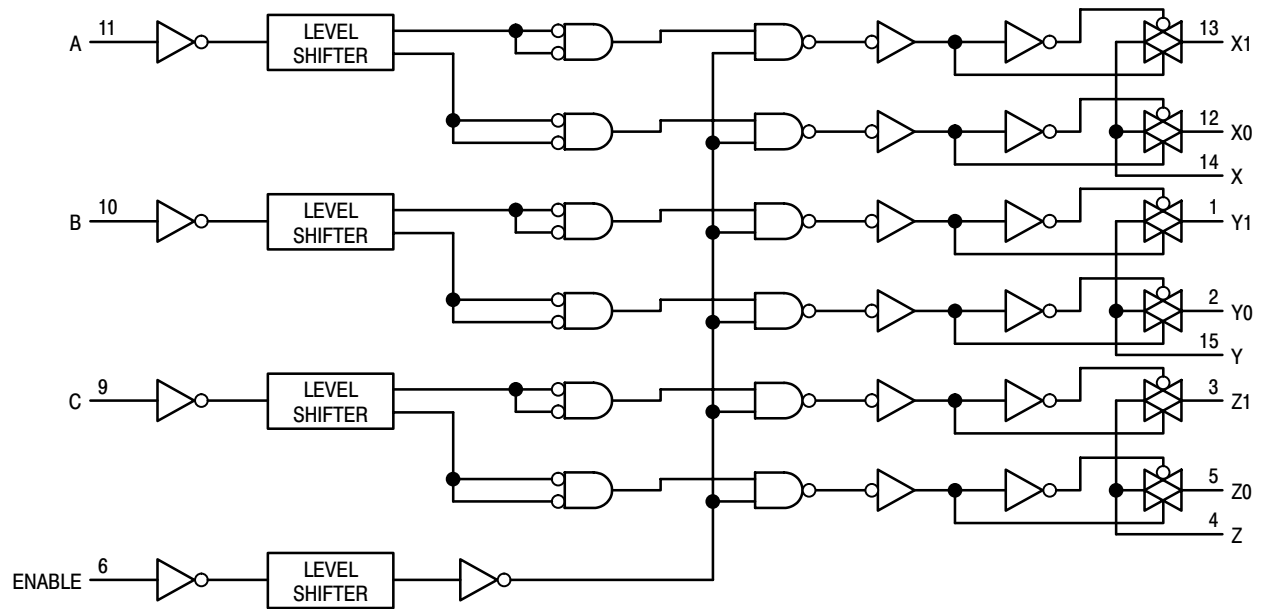 A 11
LEVEL
SHIFTER
13 X1
12 X0
14 X
B 10
LEVEL
SHIFTER
1 Y1
2 Y0
15 Y
C 9
LEVEL
SHIFTER
3 Z1
5 Z0
4 Z
ENABLE 6
LEVEL
SHIFTER